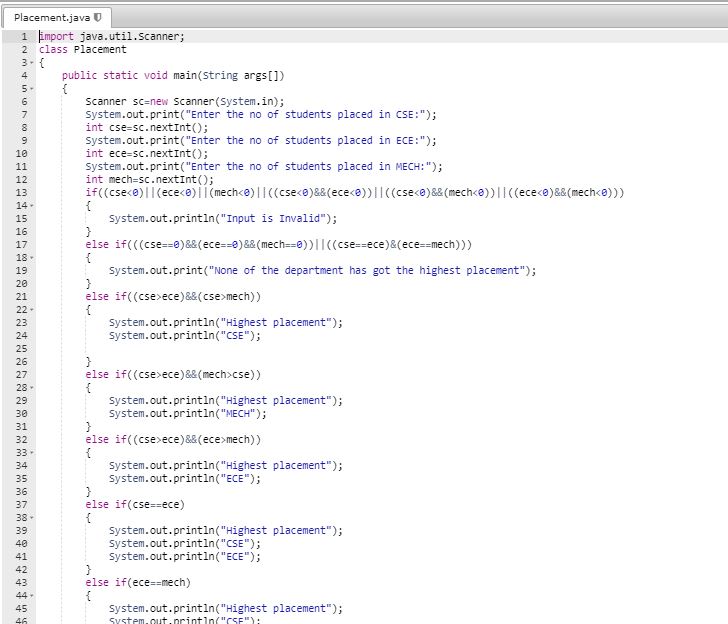 Placement.java
1 import java.util.Scanner;
2 class Placement
3 {
4 public static void main(String args[])
5 {
6 Scanner sc=new Scanner(System.in);
7 System.out.print("Enter the no of students placed in CSE:");
8 int cse=sc.nextInt();
9 System.out.print("Enter the no of students placed in ECE:");
10 int ece=sc.nextInt();
11 System.out.print("Enter the no of students placed in MECH:");
12 int mech=sc.nextInt();
13 if((cse<0)||(ece<0)||(mech<0)||((cse<0)&&(ece<0))||((cse<0)&&(mech<0))||((ece<0)&&(mech<0)))
14 {
15 System.out.println("Input is Invalid");
16 }
17 else if(((cse==0)&&(ece==0)&&(mech==0))||((cse==ece)&(ece==mech)))
18 {
19 System.out.print("None of the department has got the highest placement");
20 }
21 else if((cse>ece)&&(cse>mech))
22 {
23 System.out.println("Highest placement");
24 System.out.println("CSE");
25
26 }
27 else if((cse>ece)&&(mech>cse))
28 {
29 System.out.println("Highest placement");
30 System.out.println("MECH");
31 }
32 else if((cse>ece)&&(ece>mech))
33 {
34 System.out.println("Highest placement");
35 System.out.println("ECE");
36 }
37 else if(cse==ece)
38 {
39 System.out.println("Highest placement");
40 System.out.println("CSE");
41 System.out.println("ECE");
42 }
43 else if(ece==mech)
44 {
45 System.out.println("Highest placement");
46 System.out.println("CSE");